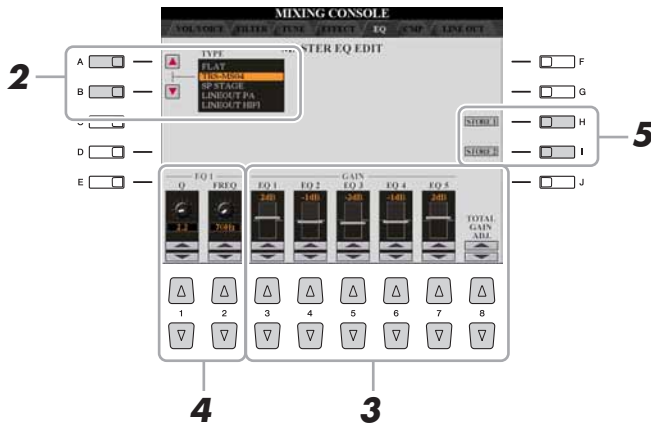 MIXING CONSOLE
VOL/VOICE FILTER TUNE EFFECT EQ CMP LINE OUT
MASTER EQ EDIT
TYPE
FLAT
TRS-MS04
SP STAGE
LINEOUT PA
LINEOUT HIFI
2
A
B
D
E
F
G
STORE 1 H
STORE 2 I
J
5
EQ 1
Q FREQ
2.2
GAIN
EQ 1 EQ 2 EQ 3 EQ 4 EQ 5
2dB -1dB -2dB -1dB 2dB
TOTAL
GAIN
ADJ.
1 2 3 4 5 6 7 8
4 3